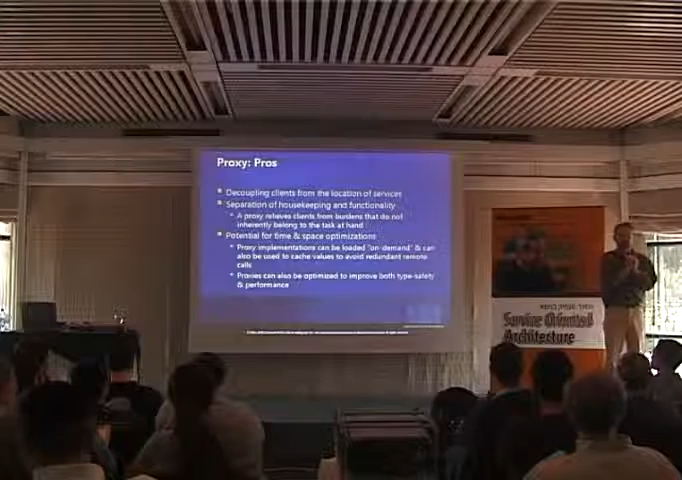 Proxy: Pros
Decoupling clients from the location of services
Separation of housekeeping and functionality
A proxy relieves clients from burdens that do not
inherently belong to the task at hand
Potential for time & space optimizations
Proxy implementations can be loaded "on-demand" & can
also be used to cache values to avoid redundant remote
calls
Proxies can also be optimized to improve both type-safety
& performance
Service Oriented
Architecture